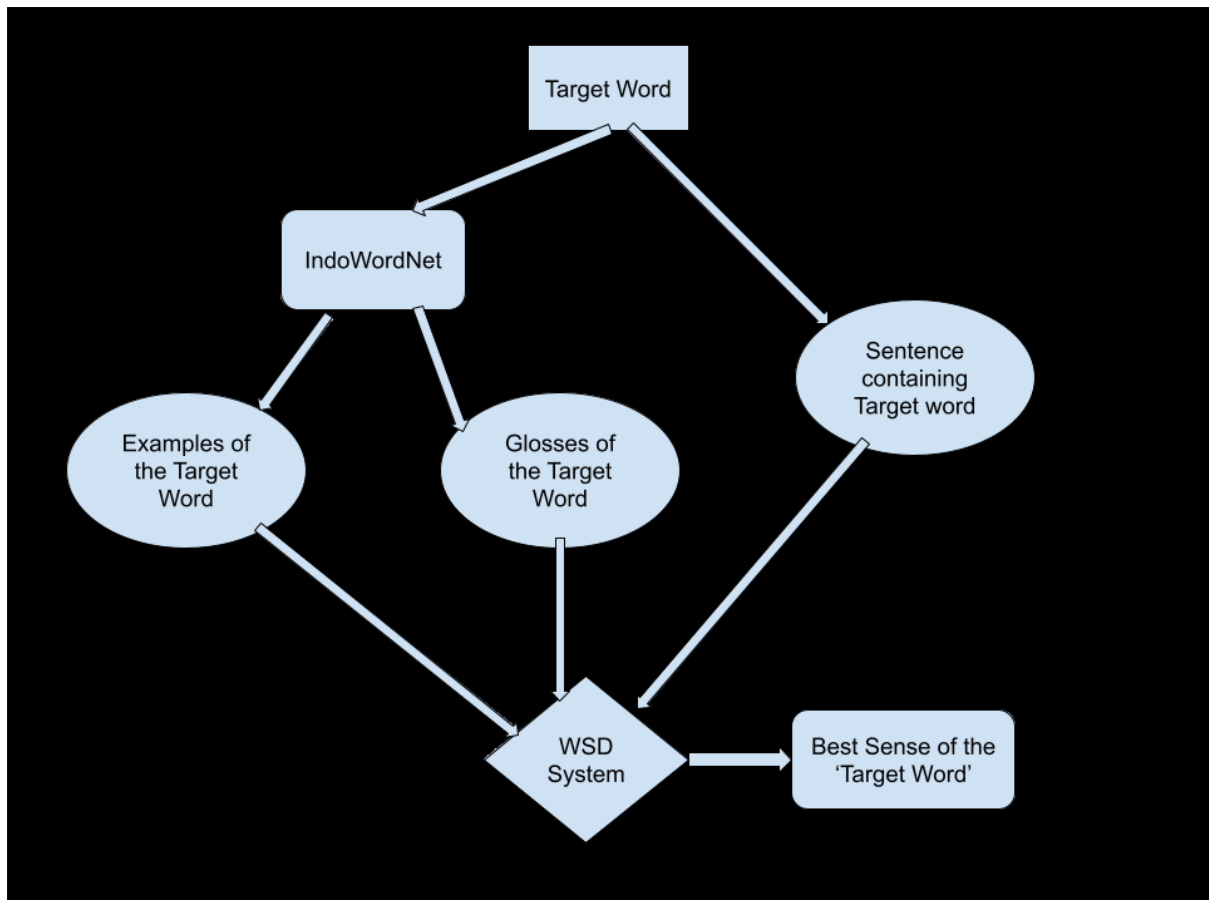 Target Word
IndoWordNet
Sentence
containing
Target word
Examples of
the Target
Word
Glosses of
the Target
Word
WSD
System
Best Sense of the
‘Target Word’